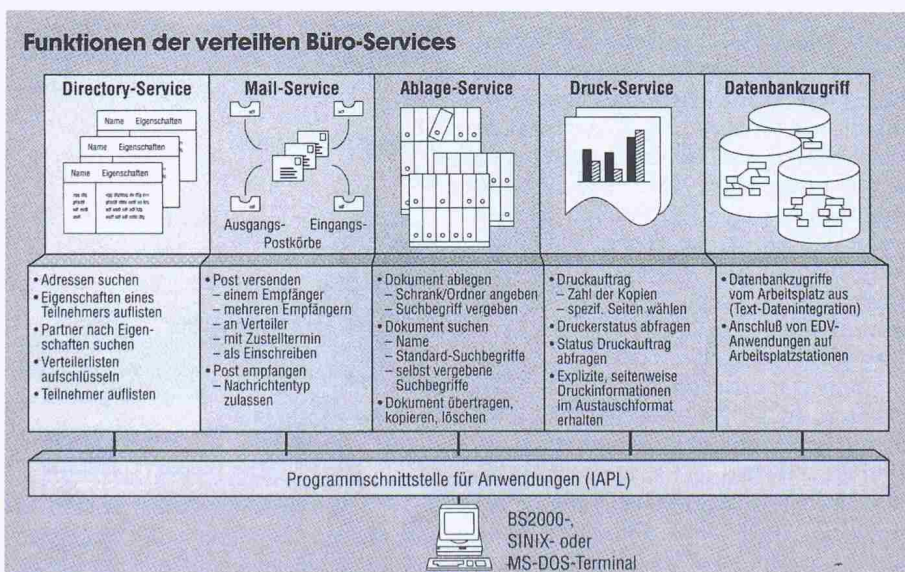 Funktionen der verteilten Büro-Services
Directory-Service
Name Eigenschaften
Name Eigenschaften
Name Eigenschaften
• Adressen suchen
• Eigenschaften eines
Teilnehmers auflisten
• Partner nach Eigen-
schaften suchen
• Verteilerlisten
aufschlüsseln
• Teilnehmer auflisten
Mail-Service
Ausgangs- Eingangs-
Postkörbe
• Post versenden
– einem Empfänger
– mehreren Empfängern
– an Verteiler
– mit Zustelltermin
– als Einschreiben
• Post empfangen
– Nachrichtentyp
zulassen
Ablage-Service
• Dokument ablegen
– Schrank/Ordner angeben
– Suchbegriff vergeben
• Dokument suchen
– Name
– Standard-Suchbegriffe
– selbst vergebene
Suchbegriffe
• Dokument übertragen,
kopieren, löschen
Druck-Service
• Druckauftrag
– Zahl der Kopien
– spezif. Seiten wählen
• Druckerstatus abfragen
• Status Druckauftrag
abfragen
• Explizite, seitenweise
Druckinformationen
im Austauschformat
erhalten
Datenbankzugriff
• Datenbankzugriffe
vom Arbeitsplatz aus
(Text-Datenintegration)
• Anschluß von EDV-
Anwendungen auf
Arbeitsplatzstationen
Programmschnittstelle für Anwendungen (IAPL)
BS2000-,
SINIX- oder
MS-DOS-Terminal